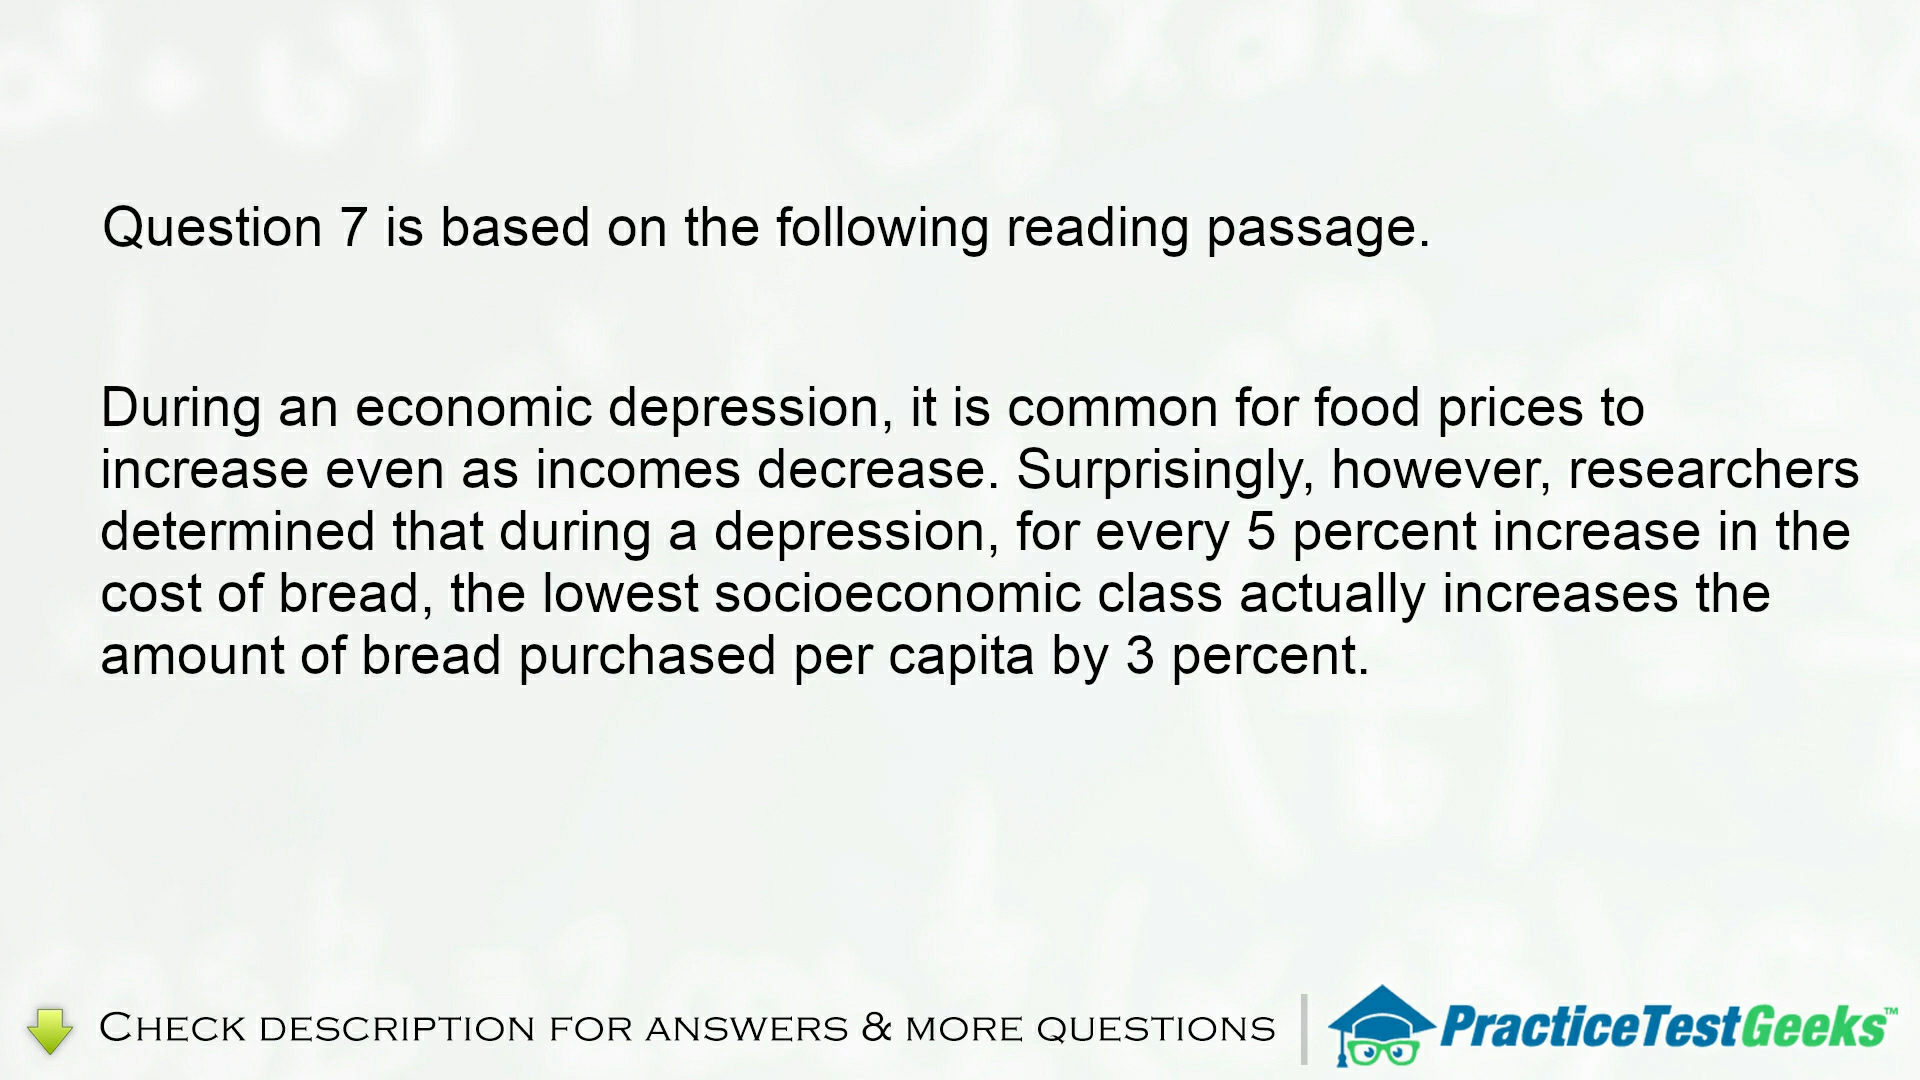 Question 7 is based on the following reading passage.
During an economic depression, it is common for food prices to
increase even as incomes decrease. Surprisingly, however, researchers
determined that during a depression, for every 5 percent increase in the
cost of bread, the lowest socioeconomic class actually increases the
amount of bread purchased per capita by 3 percent.
Check description for answers & more questions
PracticeTestGeeks™